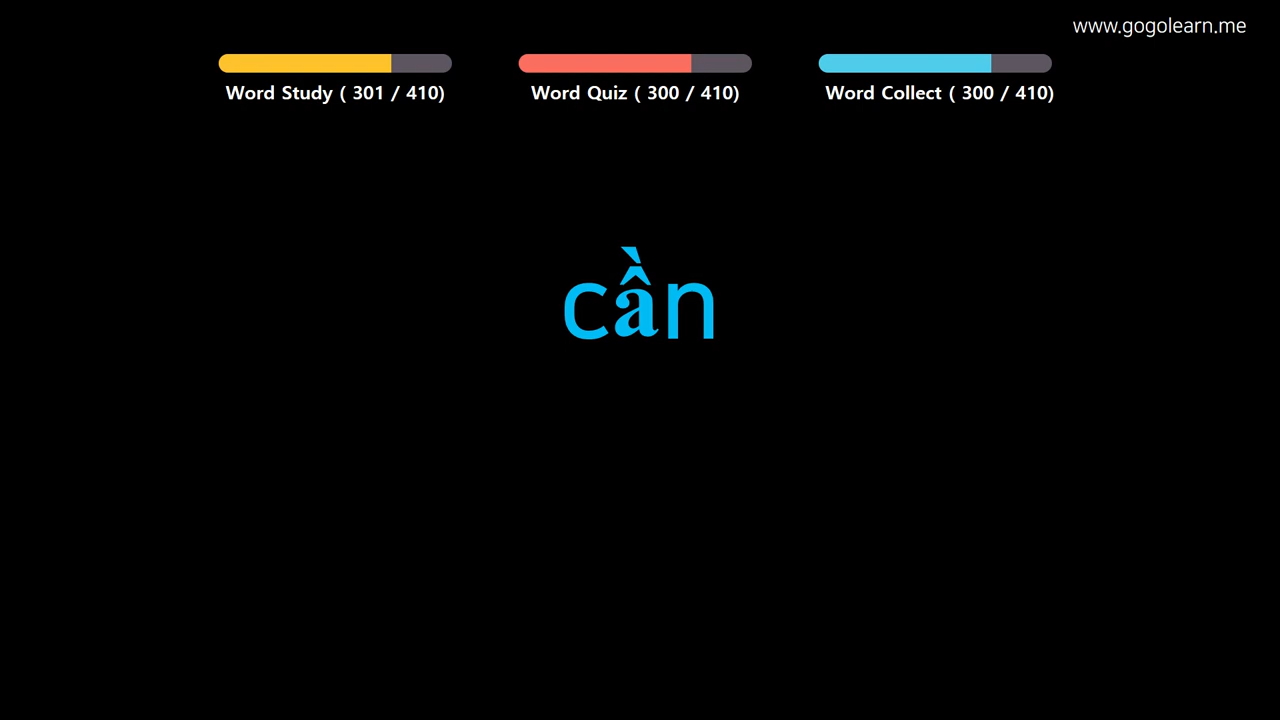 www.gogolearn.me
Word Study ( 301 / 410)
Word Quiz ( 300 / 410)
Word Collect ( 300 / 410)
cần